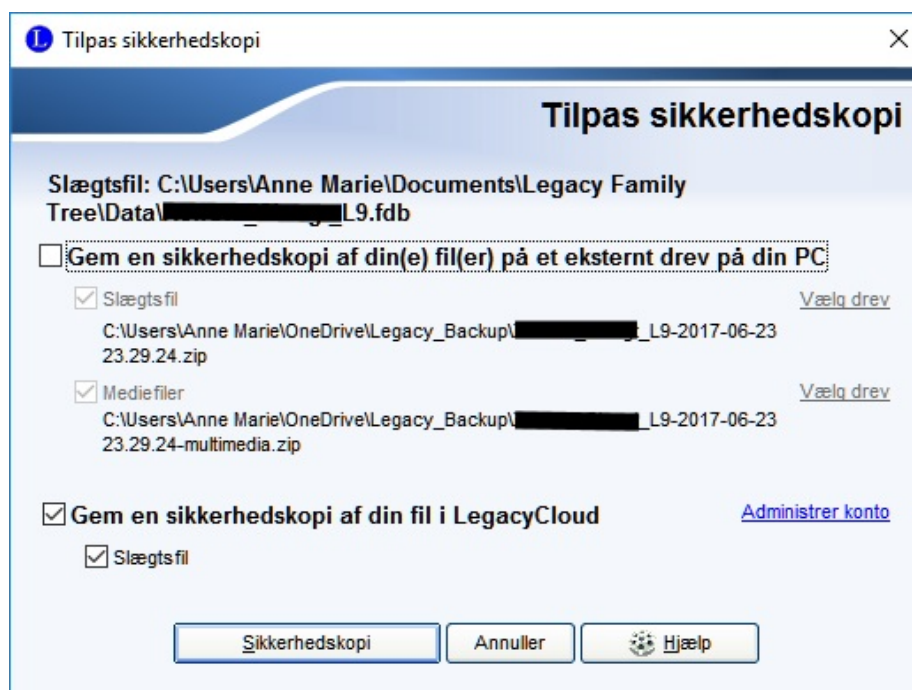 L Tilpas sikkerhedskopi
Tilpas sikkerhedskopi
Slægtsfil: C:\Users\Anne Marie\Documents\Legacy Family
Tree\Data\ L9.fdb
Gem en sikkerhedskopi af din(e) fil(er) på et eksternt drev på din PC
Slægtsfil Vælg drev
C:\Users\Anne Marie\OneDrive\Legacy_Backup\ _L9-2017-06-23
23.29.24.zip
Mediefiler Vælg drev
C:\Users\Anne Marie\OneDrive\Legacy_Backup\ _L9-2017-06-23
23.29.24-multimedia.zip
Gem en sikkerhedskopi af din fil i LegacyCloud Administrer konto
Slægtsfil
Sikkerhedskopi Annuller Hjælp